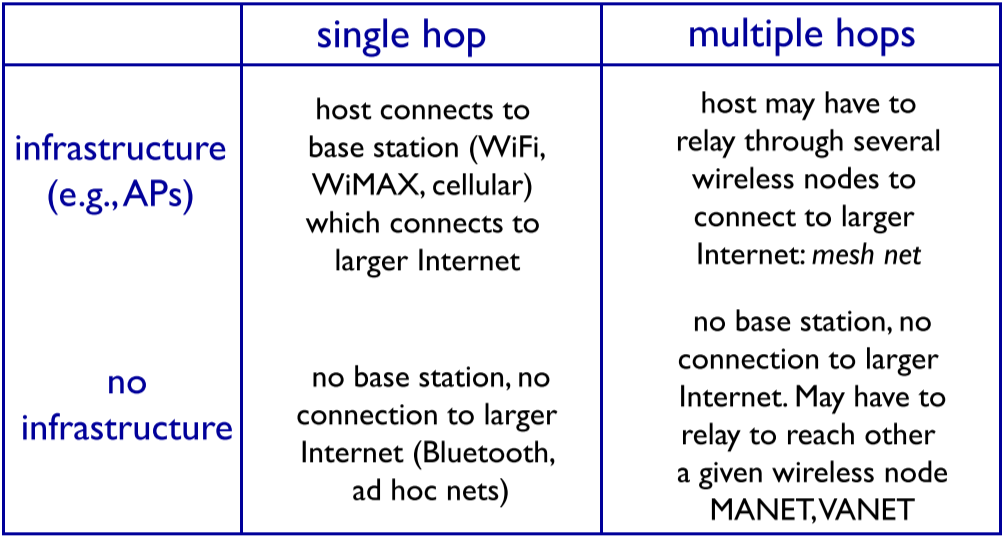 single hop
multiple hops
infrastructure
(e.g., APs)
host connects to
base station (WiFi,
WiMAX, cellular)
which connects to
larger Internet
host may have to
relay through several
wireless nodes to
connect to larger
Internet: mesh net
no
infrastructure
no base station, no
connection to larger
Internet (Bluetooth,
ad hoc nets)
no base station, no
connection to larger
Internet. May have to
relay to reach other
a given wireless node
MANET, VANET